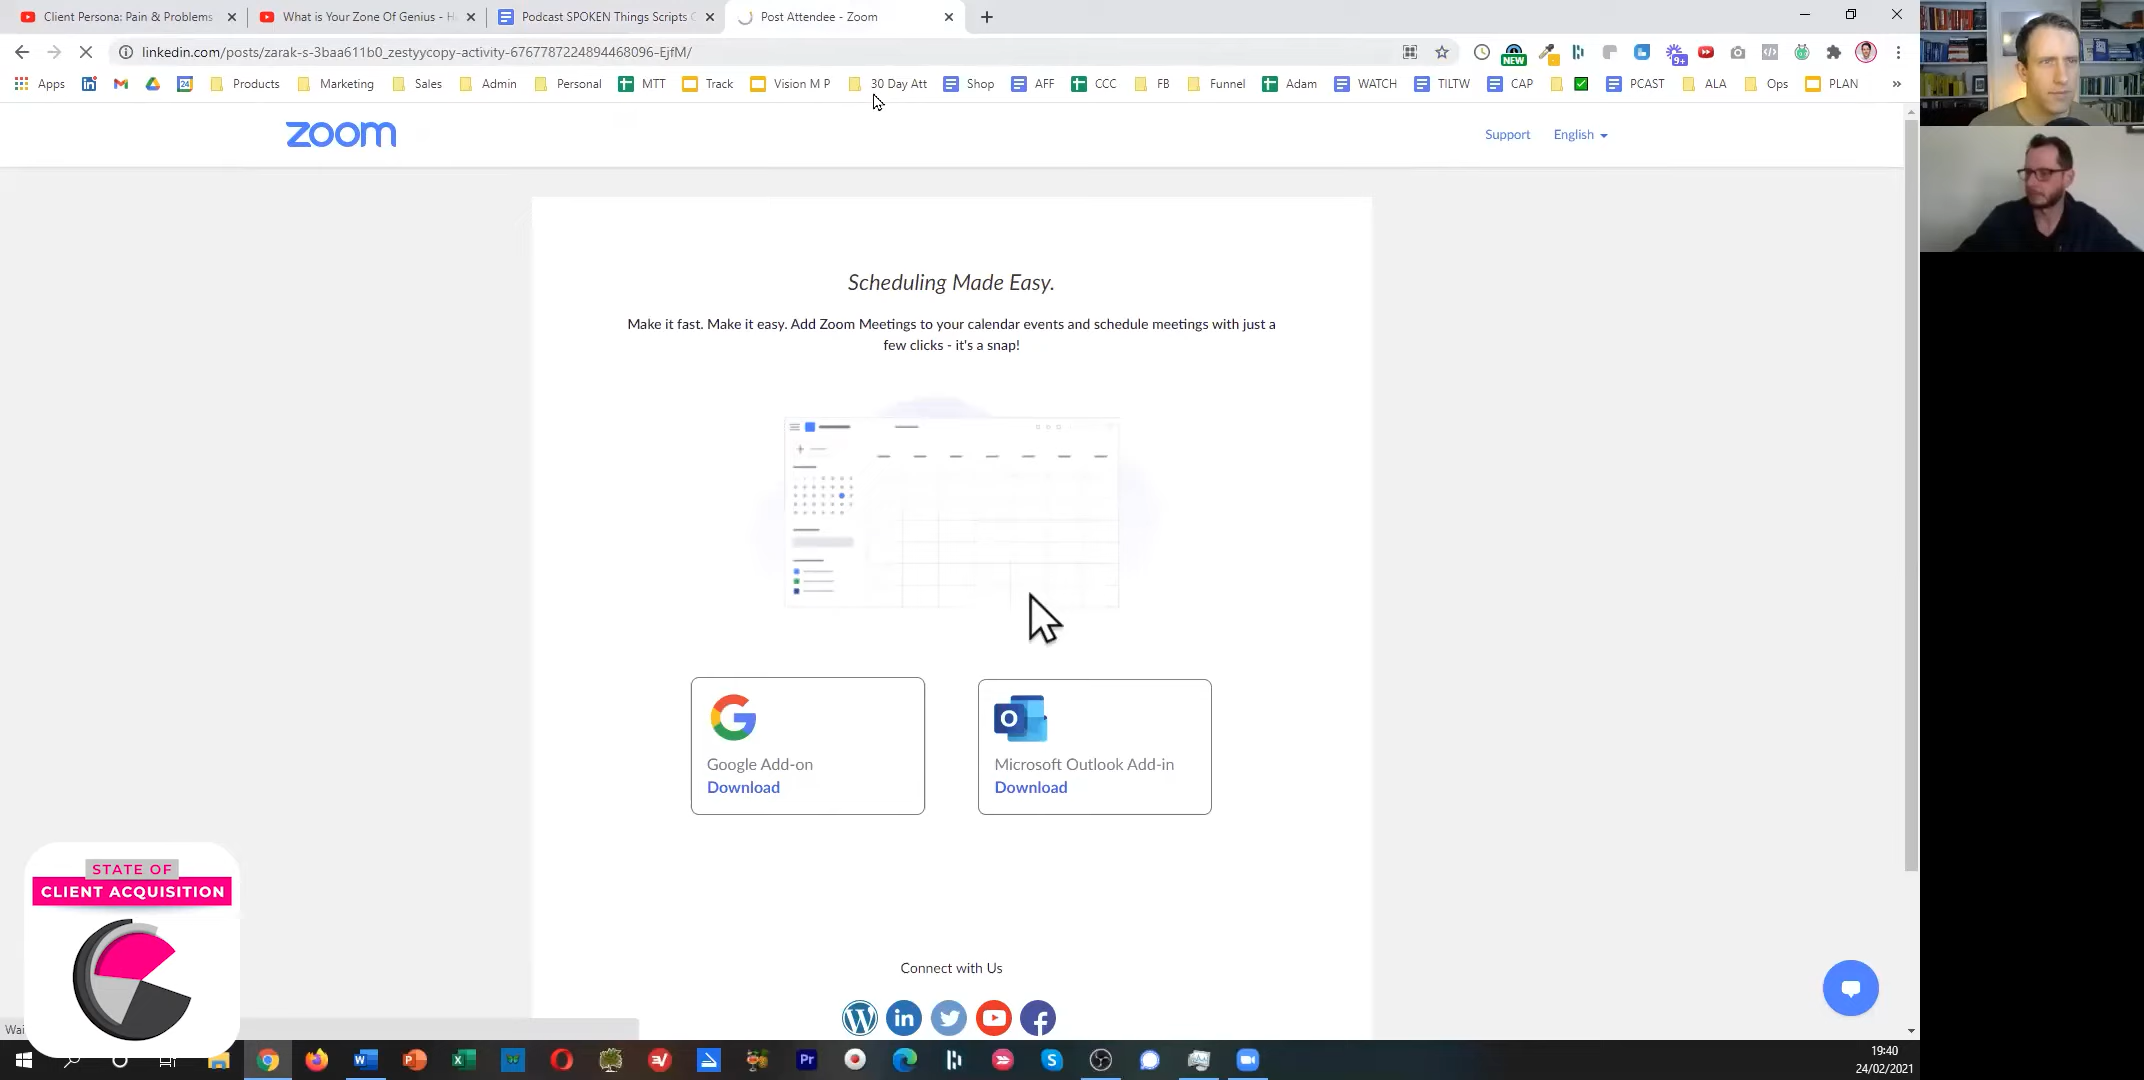 Client Persona: Pain & Problems
What is Your Zone Of Genius - H
Podcast SPOKEN Things Scripts
Post Attendee - Zoom
linkedin.com/posts/zarak-s-3baa611b0_zestyycopy-activity-6767787224894468096-EjfM/
NEW
9+
Apps
24
Products
Marketing
Sales
Admin
Personal
MTT
Track
Vision M P
30 Day Att
Shop
AFF
CCC
FB
Funnel
Adam
WATCH
TILTW
CAP
PCAST
ALA
Ops
PLAN
zoom
Support
English
Scheduling Made Easy.
Make it fast. Make it easy. Add Zoom Meetings to your calendar events and schedule meetings with just a
few clicks - it's a snap!
Google Add-on
Download
Microsoft Outlook Add-in
Download
Connect with Us
STATE OF
CLIENT ACQUISITION
Wai
19:40
24/02/2021